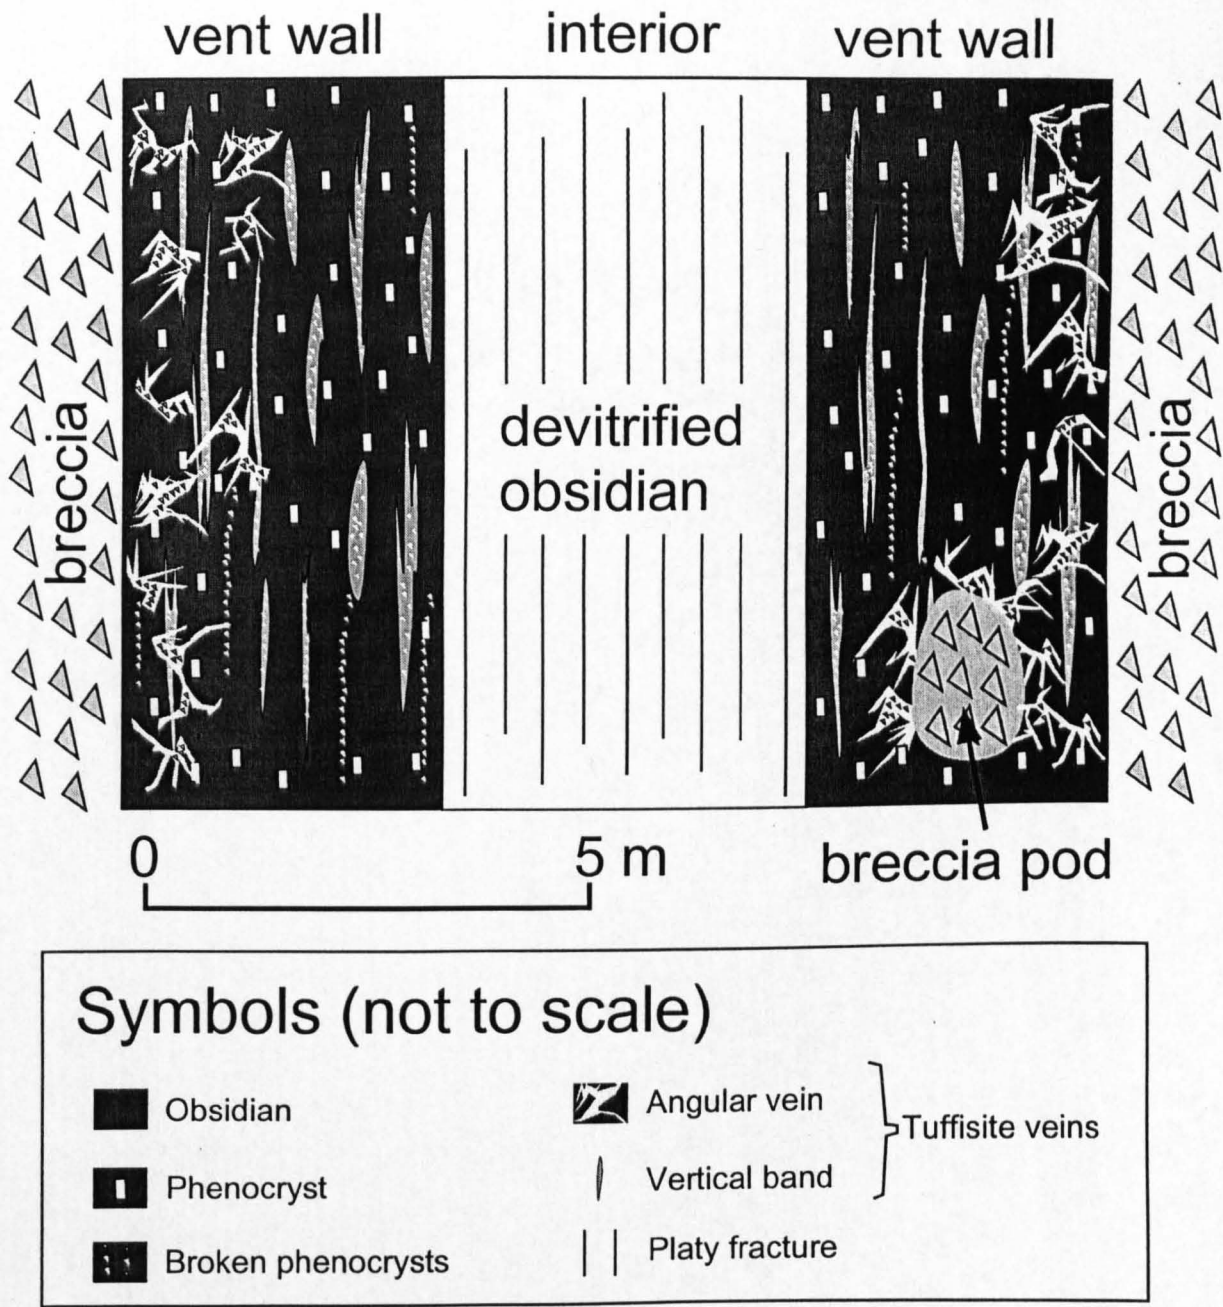 vent wall
interior
vent wall
breccia
devitrified
obsidian
breccia
0
5 m
breccia pod
Symbols (not to scale)
Obsidian
Phenocryst
Broken phenocrysts
Angular vein
Vertical band
Platy fracture
Tuffisite veins